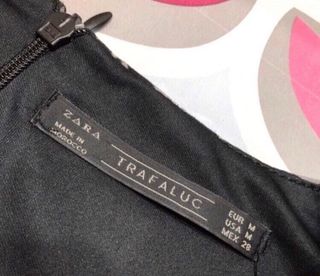 ZARA
MADE IN
MOROCCO
TRAFALUC
EUR M
USA M
MEX 28